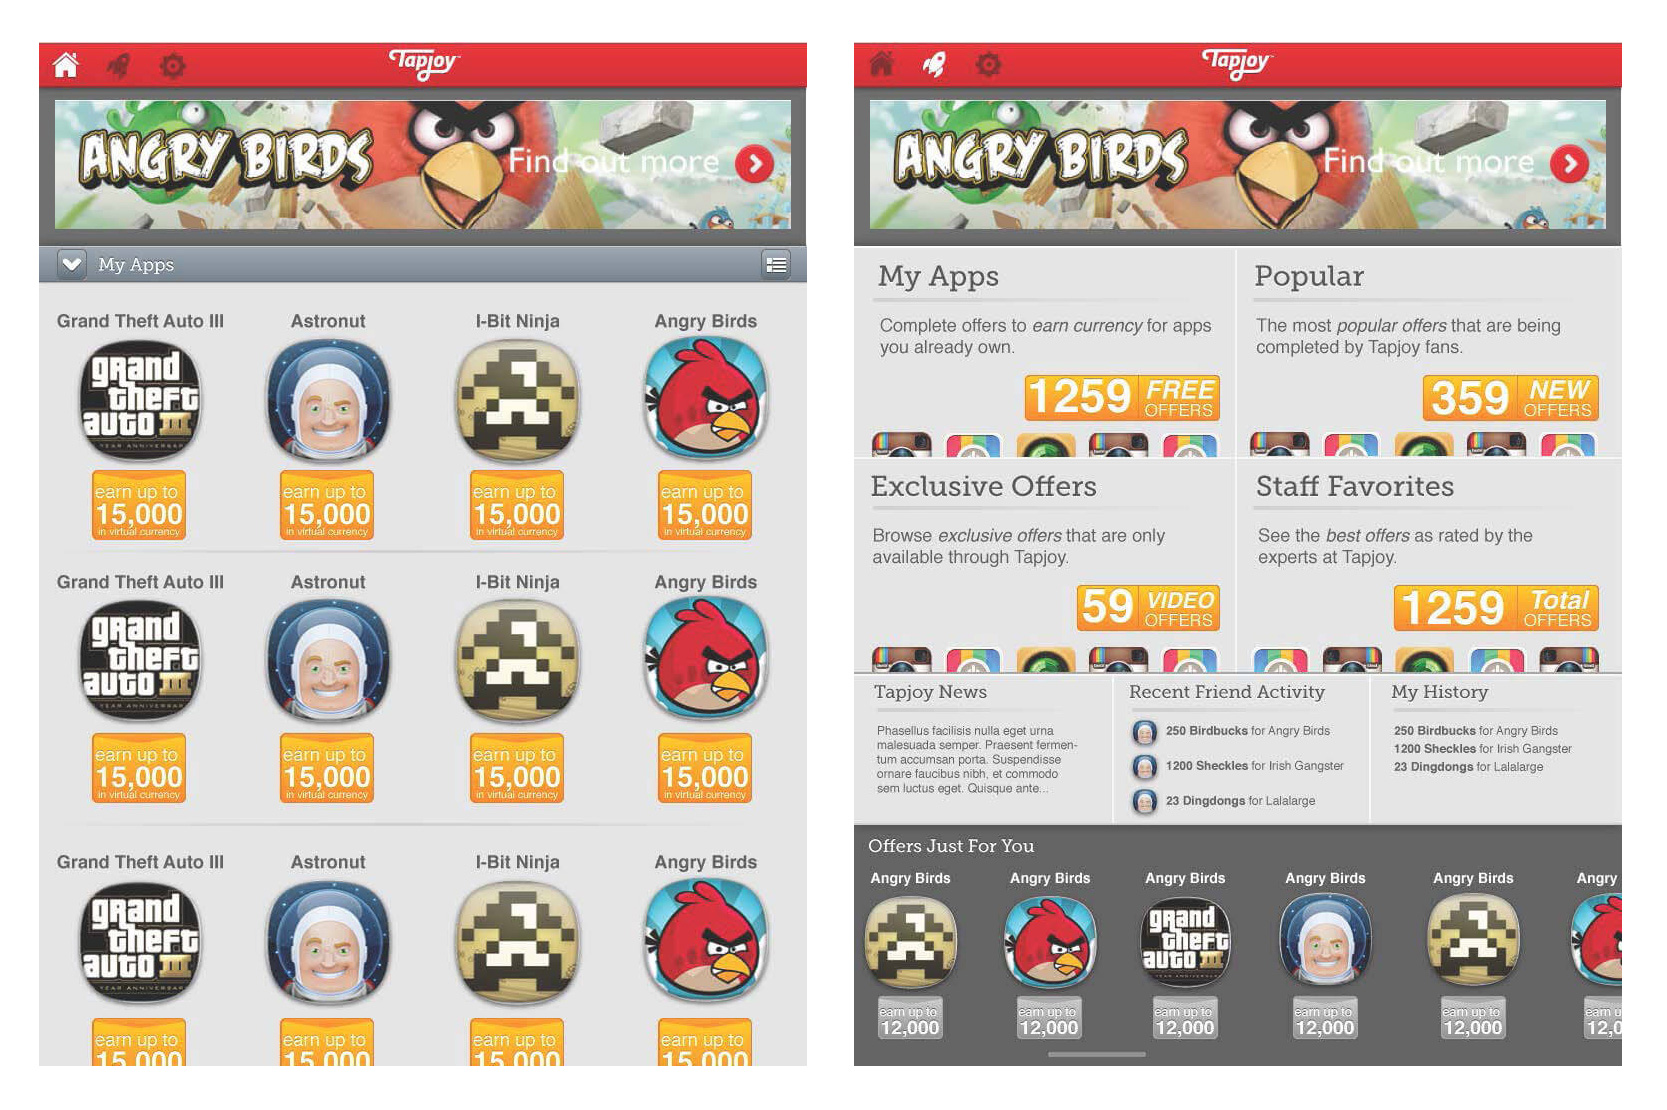 Tapjoy
ANGRY BIRDS
Find out more
My Apps
Grand Theft Auto III Astronut I-Bit Ninja Angry Birds
grand
theft
auto III
earn up to earn up to earn up to earn up to
15,000 15,000 15,000 15,000
in virtual currency in virtual currency in virtual currency in virtual currency
Grand Theft Auto III Astronut I-Bit Ninja Angry Birds
grand
theft
auto III
YEAR ANNIVERSARY
earn up to earn up to earn up to earn up to
15,000 15,000 15,000 15,000
in virtual currency in virtual currency in virtual currency in virtual currency
Grand Theft Auto III Astronut I-Bit Ninja Angry Birds
grand
theft
auto III
YEAR ANNIVERSARY
earn up to earn up to earn up to earn up to
15,000 15,000 15,000 15,000
Tapjoy
ANGRY BIRDS
Find out more
My Apps
Complete offers to earn currency for apps
you already own.
1259 FREE
OFFERS
Popular
The most popular offers that are being
completed by Tapjoy fans.
359 NEW
OFFERS
Exclusive Offers
Browse exclusive offers that are only
available through Tapjoy.
59 VIDEO
OFFERS
Staff Favorites
See the best offers as rated by the
experts at Tapjoy.
1259 Total
OFFERS
Tapjoy News
Phasellus facilisis nulla eget urna
malesuada semper. Praesent fermen-
tum accumsan porta. Suspendisse
ornare faucibus nibh, et commodo
sem luctus eget. Quisque ante...
Recent Friend Activity
250 Birdbucks for Angry Birds
1200 Sheckles for Irish Gangster
23 Dingdongs for Lalalarge
My History
250 Birdbucks for Angry Birds
1200 Sheckles for Irish Gangster
23 Dingdongs for Lalalarge
Offers Just For You
Angry Birds Angry Birds Angry Birds Angry Birds Angry Birds Angry
grand
theft
auto III
earn up to earn up to earn up to earn up to earn up to earn u
12,000 12,000 12,000 12,000 12,000 12,0